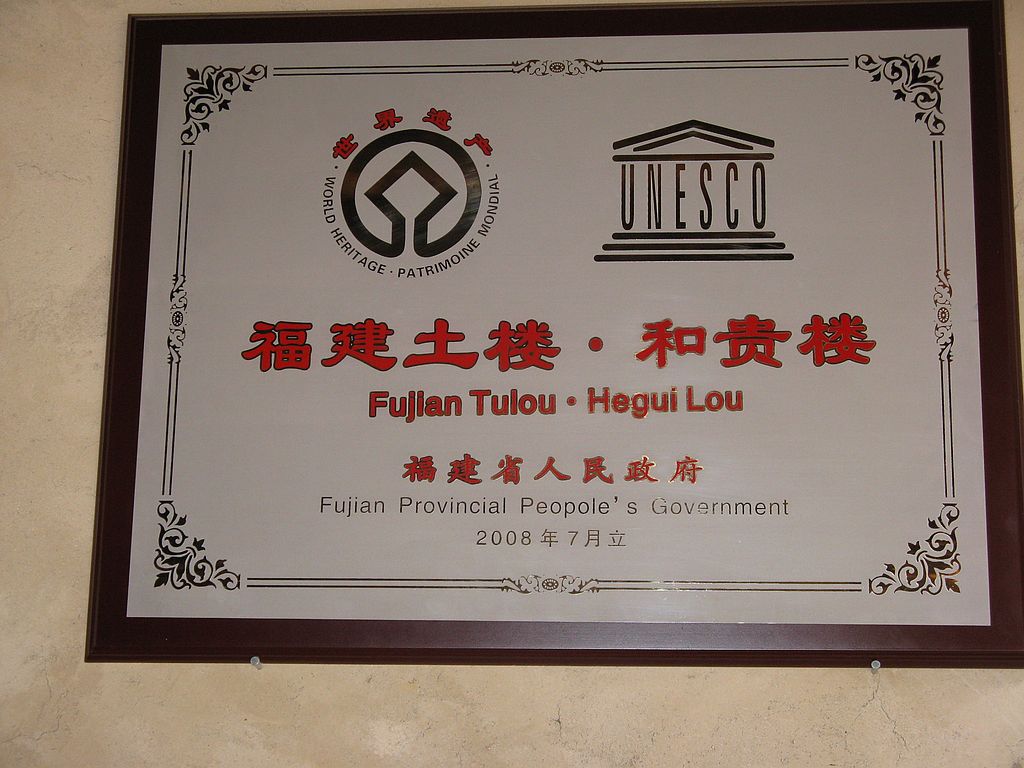 世界遗产
· WORLD HERITAGE · PATRIMOINE MONDIAL ·
UNESCO
福建土楼·和贵楼
Fujian Tulou · Hegui Lou
福建省人民政府
Fujian Provincial Peopole's Government
2008年7月立